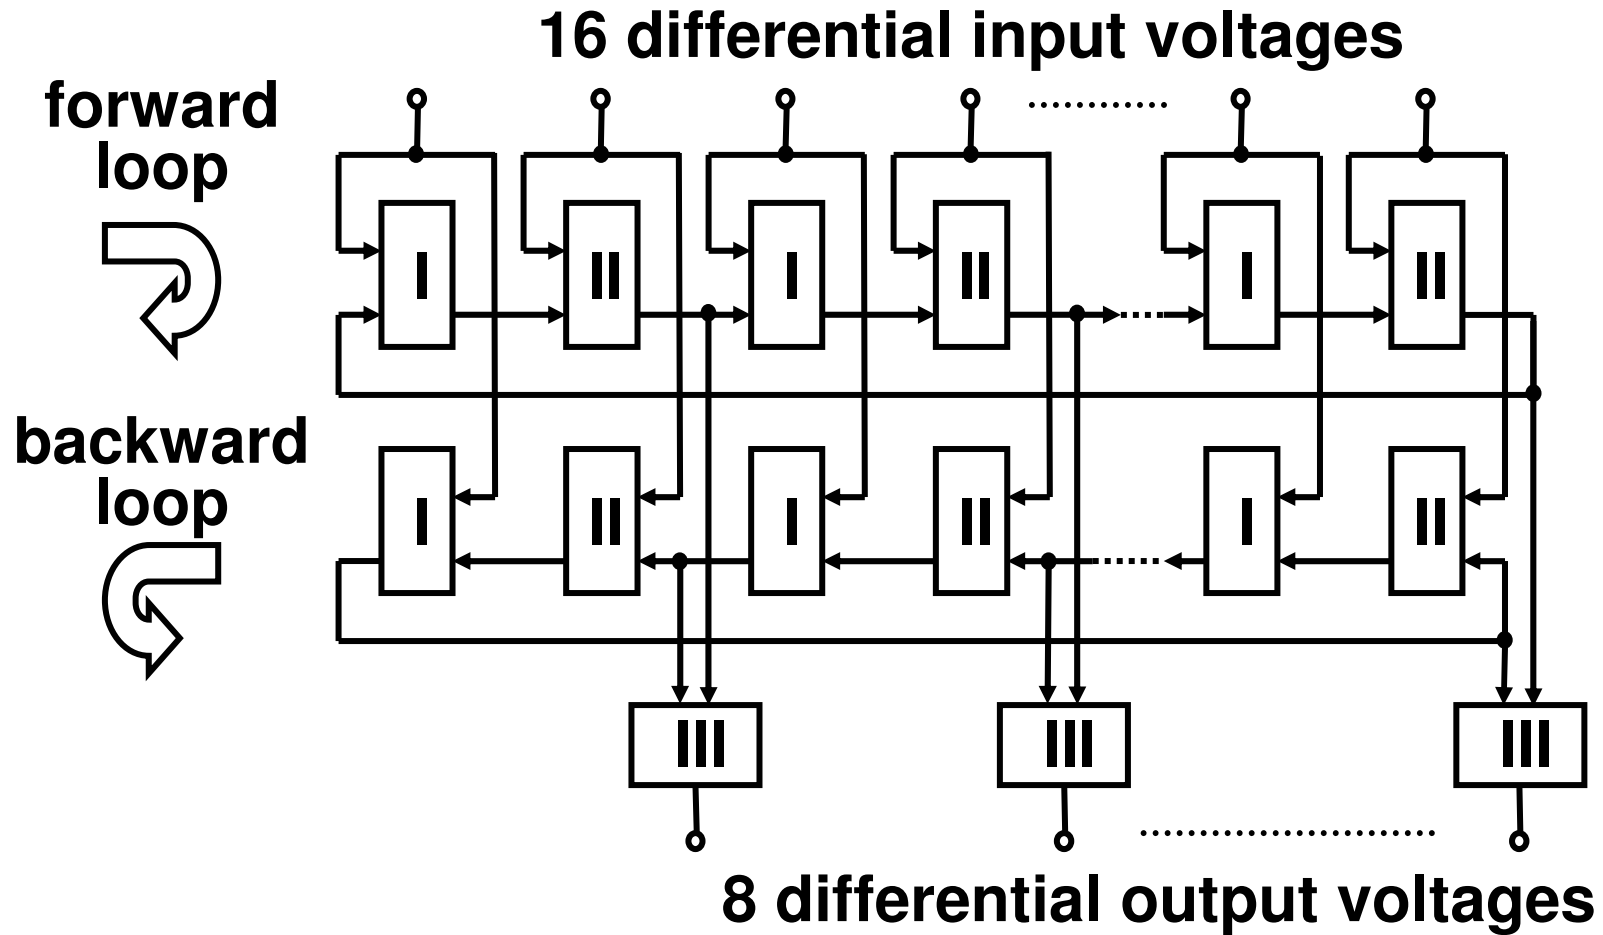 16 differential input voltages
forward
loop
I II I II I II
backward
loop
I II I II I II
III III III
8 differential output voltages